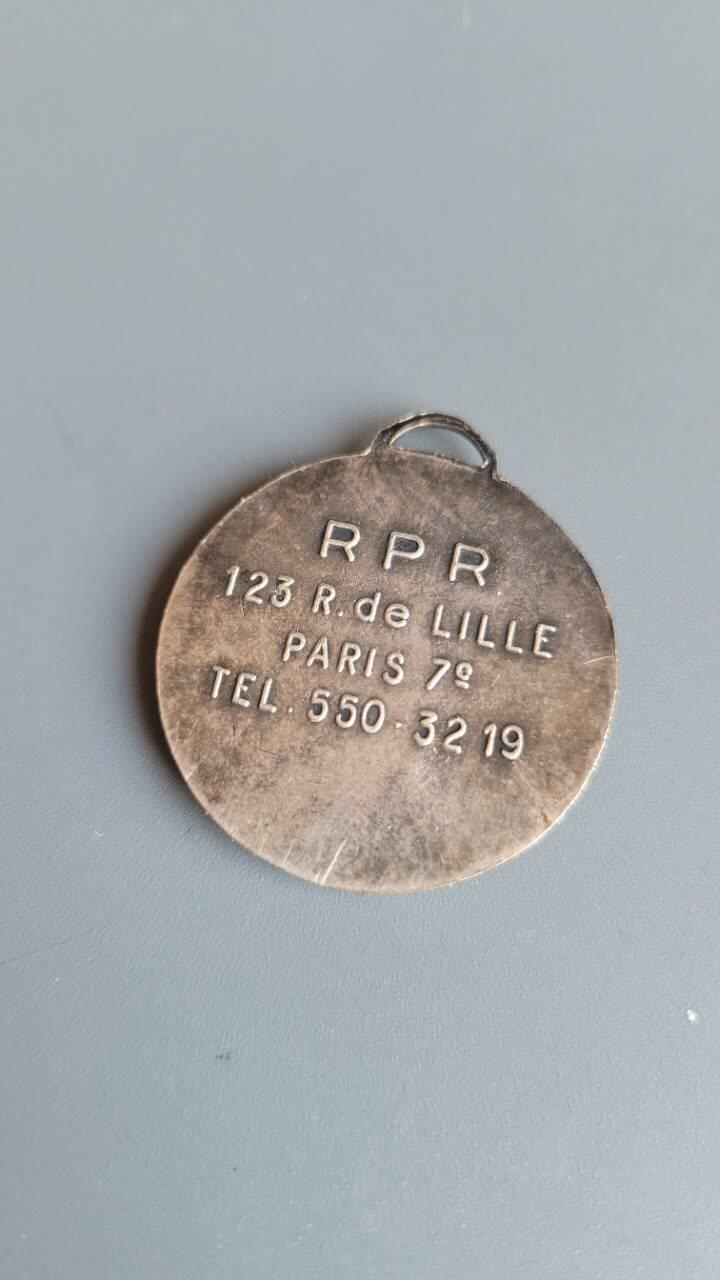 RPR
123 R. de LILLE
PARIS 7º
TEL. 550.32 19